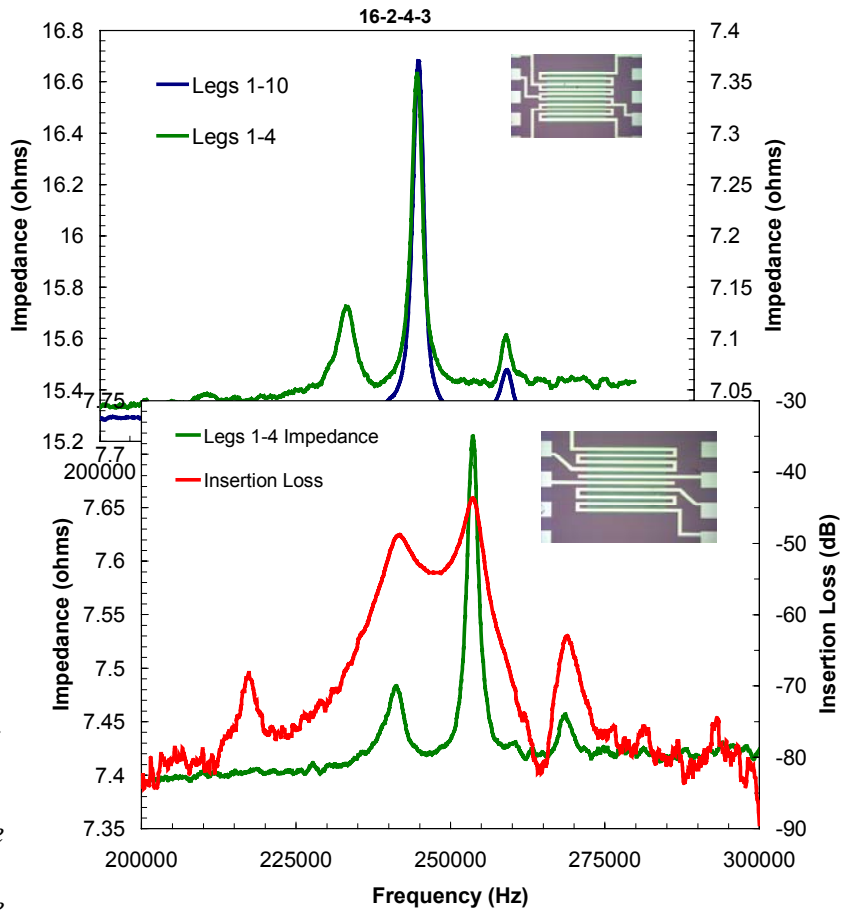 16-2-4-3
16.8
16.6
16.4
16.2
16
15.8
15.6
15.4
15.2
Impedance (ohms)
Legs 1-10
Legs 1-4
7.4
7.35
7.3
7.25
7.2
7.15
7.1
7.05
Impedance (ohms)
200000
7.75
7.7
7.65
7.6
7.55
7.5
7.45
7.4
7.35
Impedance (ohms)
Legs 1-4 Impedance
Insertion Loss
-30
-40
-50
-60
-70
-80
-90
Insertion Loss (dB)
200000 225000 250000 275000 300000
Frequency (Hz)
e
e